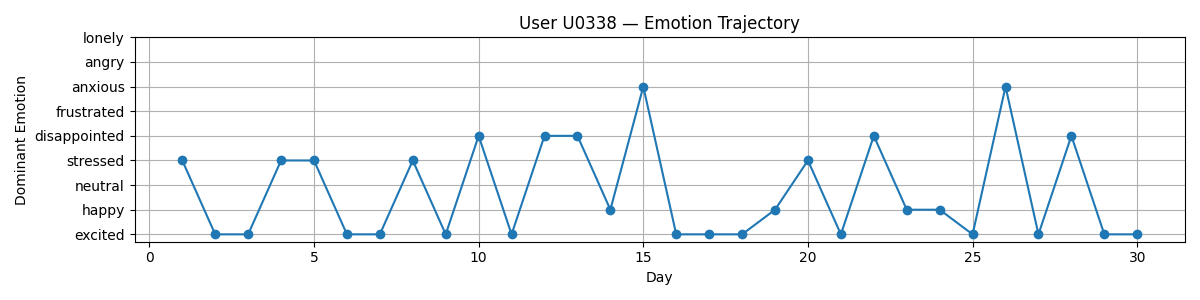 User U0338 — Emotion Trajectory
Dominant Emotion
lonely
angry
anxious
frustrated
disappointed
stressed
neutral
happy
excited
0 5 10 15 20 25 30
Day